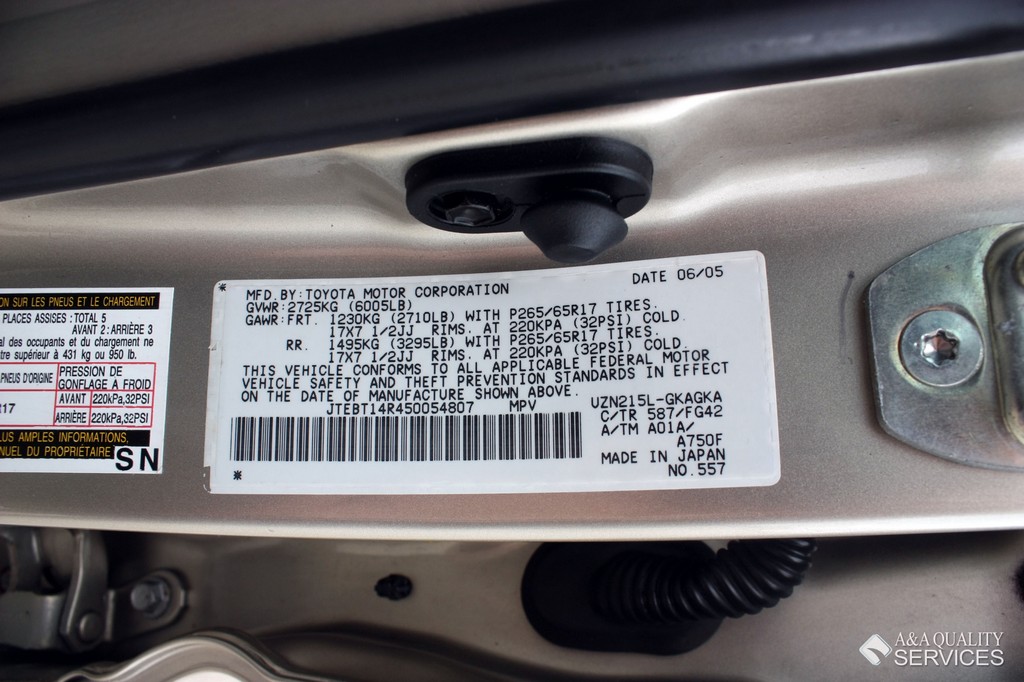 ON SUR LES PNEUS ET LE CHARGEMENT
PLACES ASSISES: TOTAL 5
AVANT 2: ARRIÈRE 3
al des occupants et du chargement ne
être supérieur à 431 kg ou 950 lb.
PNEUS D'ORIGINE
PRESSION DE
GONFLAGE A FROID
R17
AVANT 220kPa,32PSI
ARRIÈRE 220kPa,32PSI
LUS AMPLES INFORMATIONS,
NUEL DU PROPRIÉTAIRE
SN
MFD.BY:TOYOTA MOTOR CORPORATION DATE 06/05
GVWR:2725KG (6005LB)
GAWR:FRT. 1230KG (2710LB) WITH P265/65R17 TIRES.
17X7 1/2JJ RIMS. AT 220KPA (32PSI) COLD.
RR. 1495KG (3295LB) WITH P265/65R17 TIRES.
17X7 1/2JJ RIMS. AT 220KPA (32PSI) COLD.
THIS VEHICLE CONFORMS TO ALL APPLICABLE FEDERAL MOTOR
VEHICLE SAFETY AND THEFT PREVENTION STANDARDS IN EFFECT
ON THE DATE OF MANUFACTURE SHOWN ABOVE.
JTEBT14R450054807 MPV
UZN215L-GKAGKA
C/TR 587/FG42
A/TM A01A/
A750F
MADE IN JAPAN
NO.557
*
*
A&A QUALITY
SERVICES